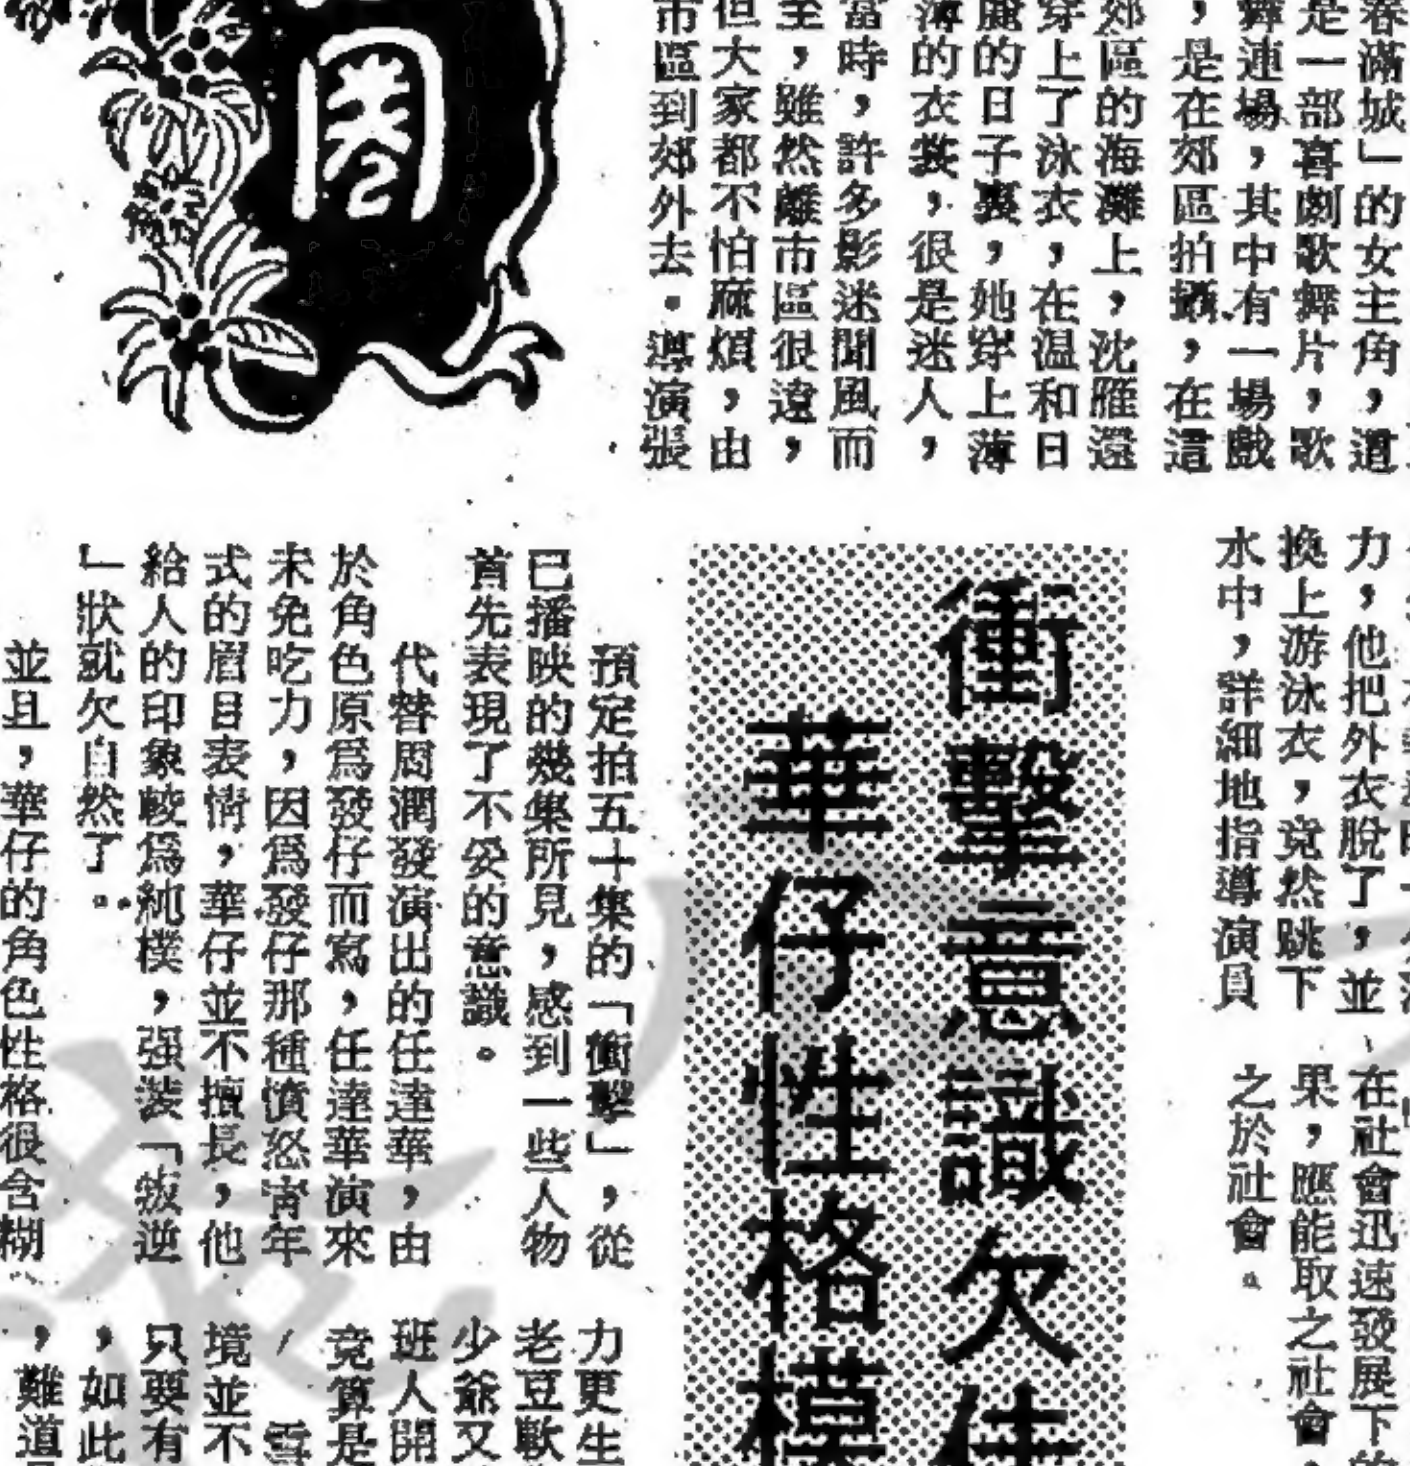 春滿城」的女主角，這
是一部喜劇歌舞片，歌
舞連場，其中有一場戲
，是在郊區拍攝，在這
郊區的海灘上，沈雁還
穿上了泳衣，在温和日
麗的日子裏，她穿上薄
薄的衣裳，很是迷人，
當時，許多影迷聞風而
至，雖然離市區很遠，
但大家都不怕麻煩，由
市區到郊外去。導演張
圈
力，他把外衣脫了，並
換上游泳衣，竟然跳下
水中，詳細地指導演員
在社會迅速發展下的
果，應能取之社會，
之於社會。
衝擊意識欠佳
華仔性格模
預定拍五十集的「衝擊」，從
已播映的幾集所見，感到一些人物
首先表現了不妥的意識。
代替周潤發演出的任達華，由
於角色原爲發仔而寫，任達華演來
未免吃力，因爲發仔那種憤怒青年
式的眉目表情，華仔並不擅長，他
給人的印象較爲純樸，强裝「叛逆
」狀就欠自然了。
並且，華仔的角色性格很含糊
力更生
老豆歐
少爺又
班人開
竟算是
雪
境並不
只要有
，如此
，難道